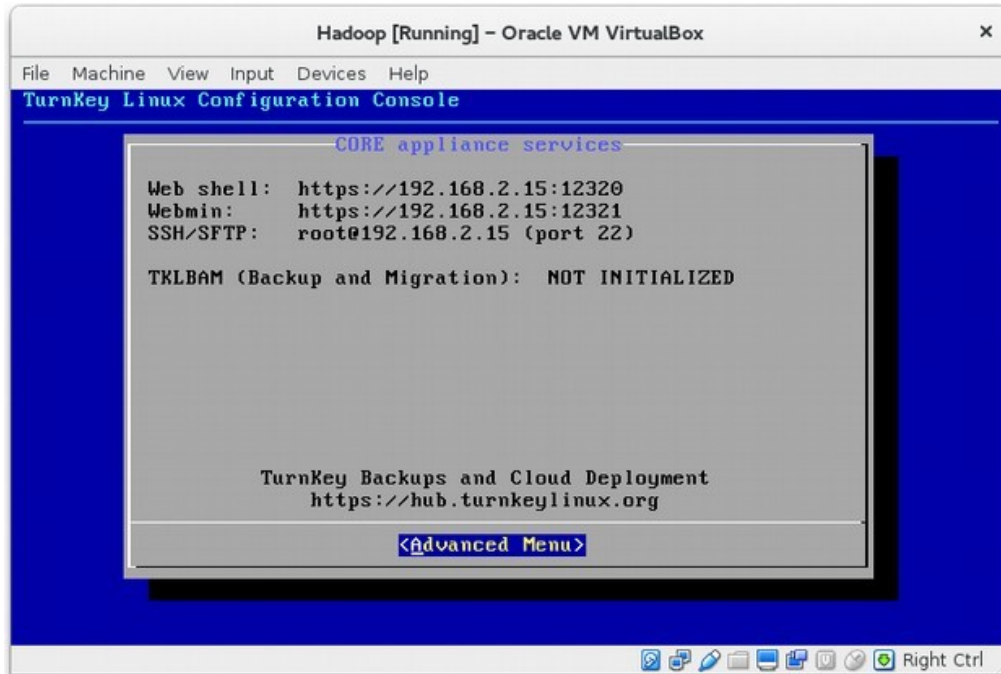 Hadoop [Running] – Oracle VM VirtualBox ×
File Machine View Input Devices Help
TurnKey Linux Configuration Console
CORE appliance services
Web shell: https://192.168.2.15:12320
Webmin: https://192.168.2.15:12321
SSH/SFTP: root@192.168.2.15 (port 22)
TKLBAM (Backup and Migration): NOT INITIALIZED
TurnKey Backups and Cloud Deployment
https://hub.turnkeylinux.org
<Advanced Menu>
Right Ctrl